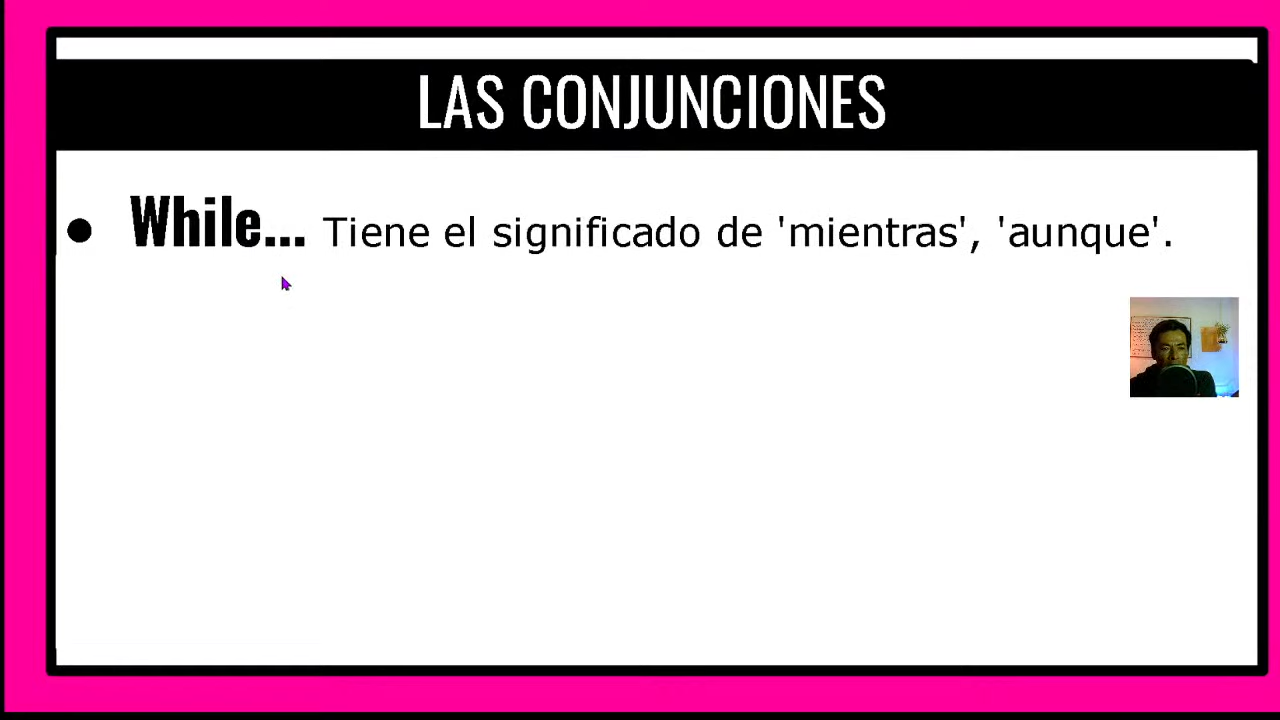 LAS CONJUNCIONES
● While... Tiene el significado de 'mientras', 'aunque'.